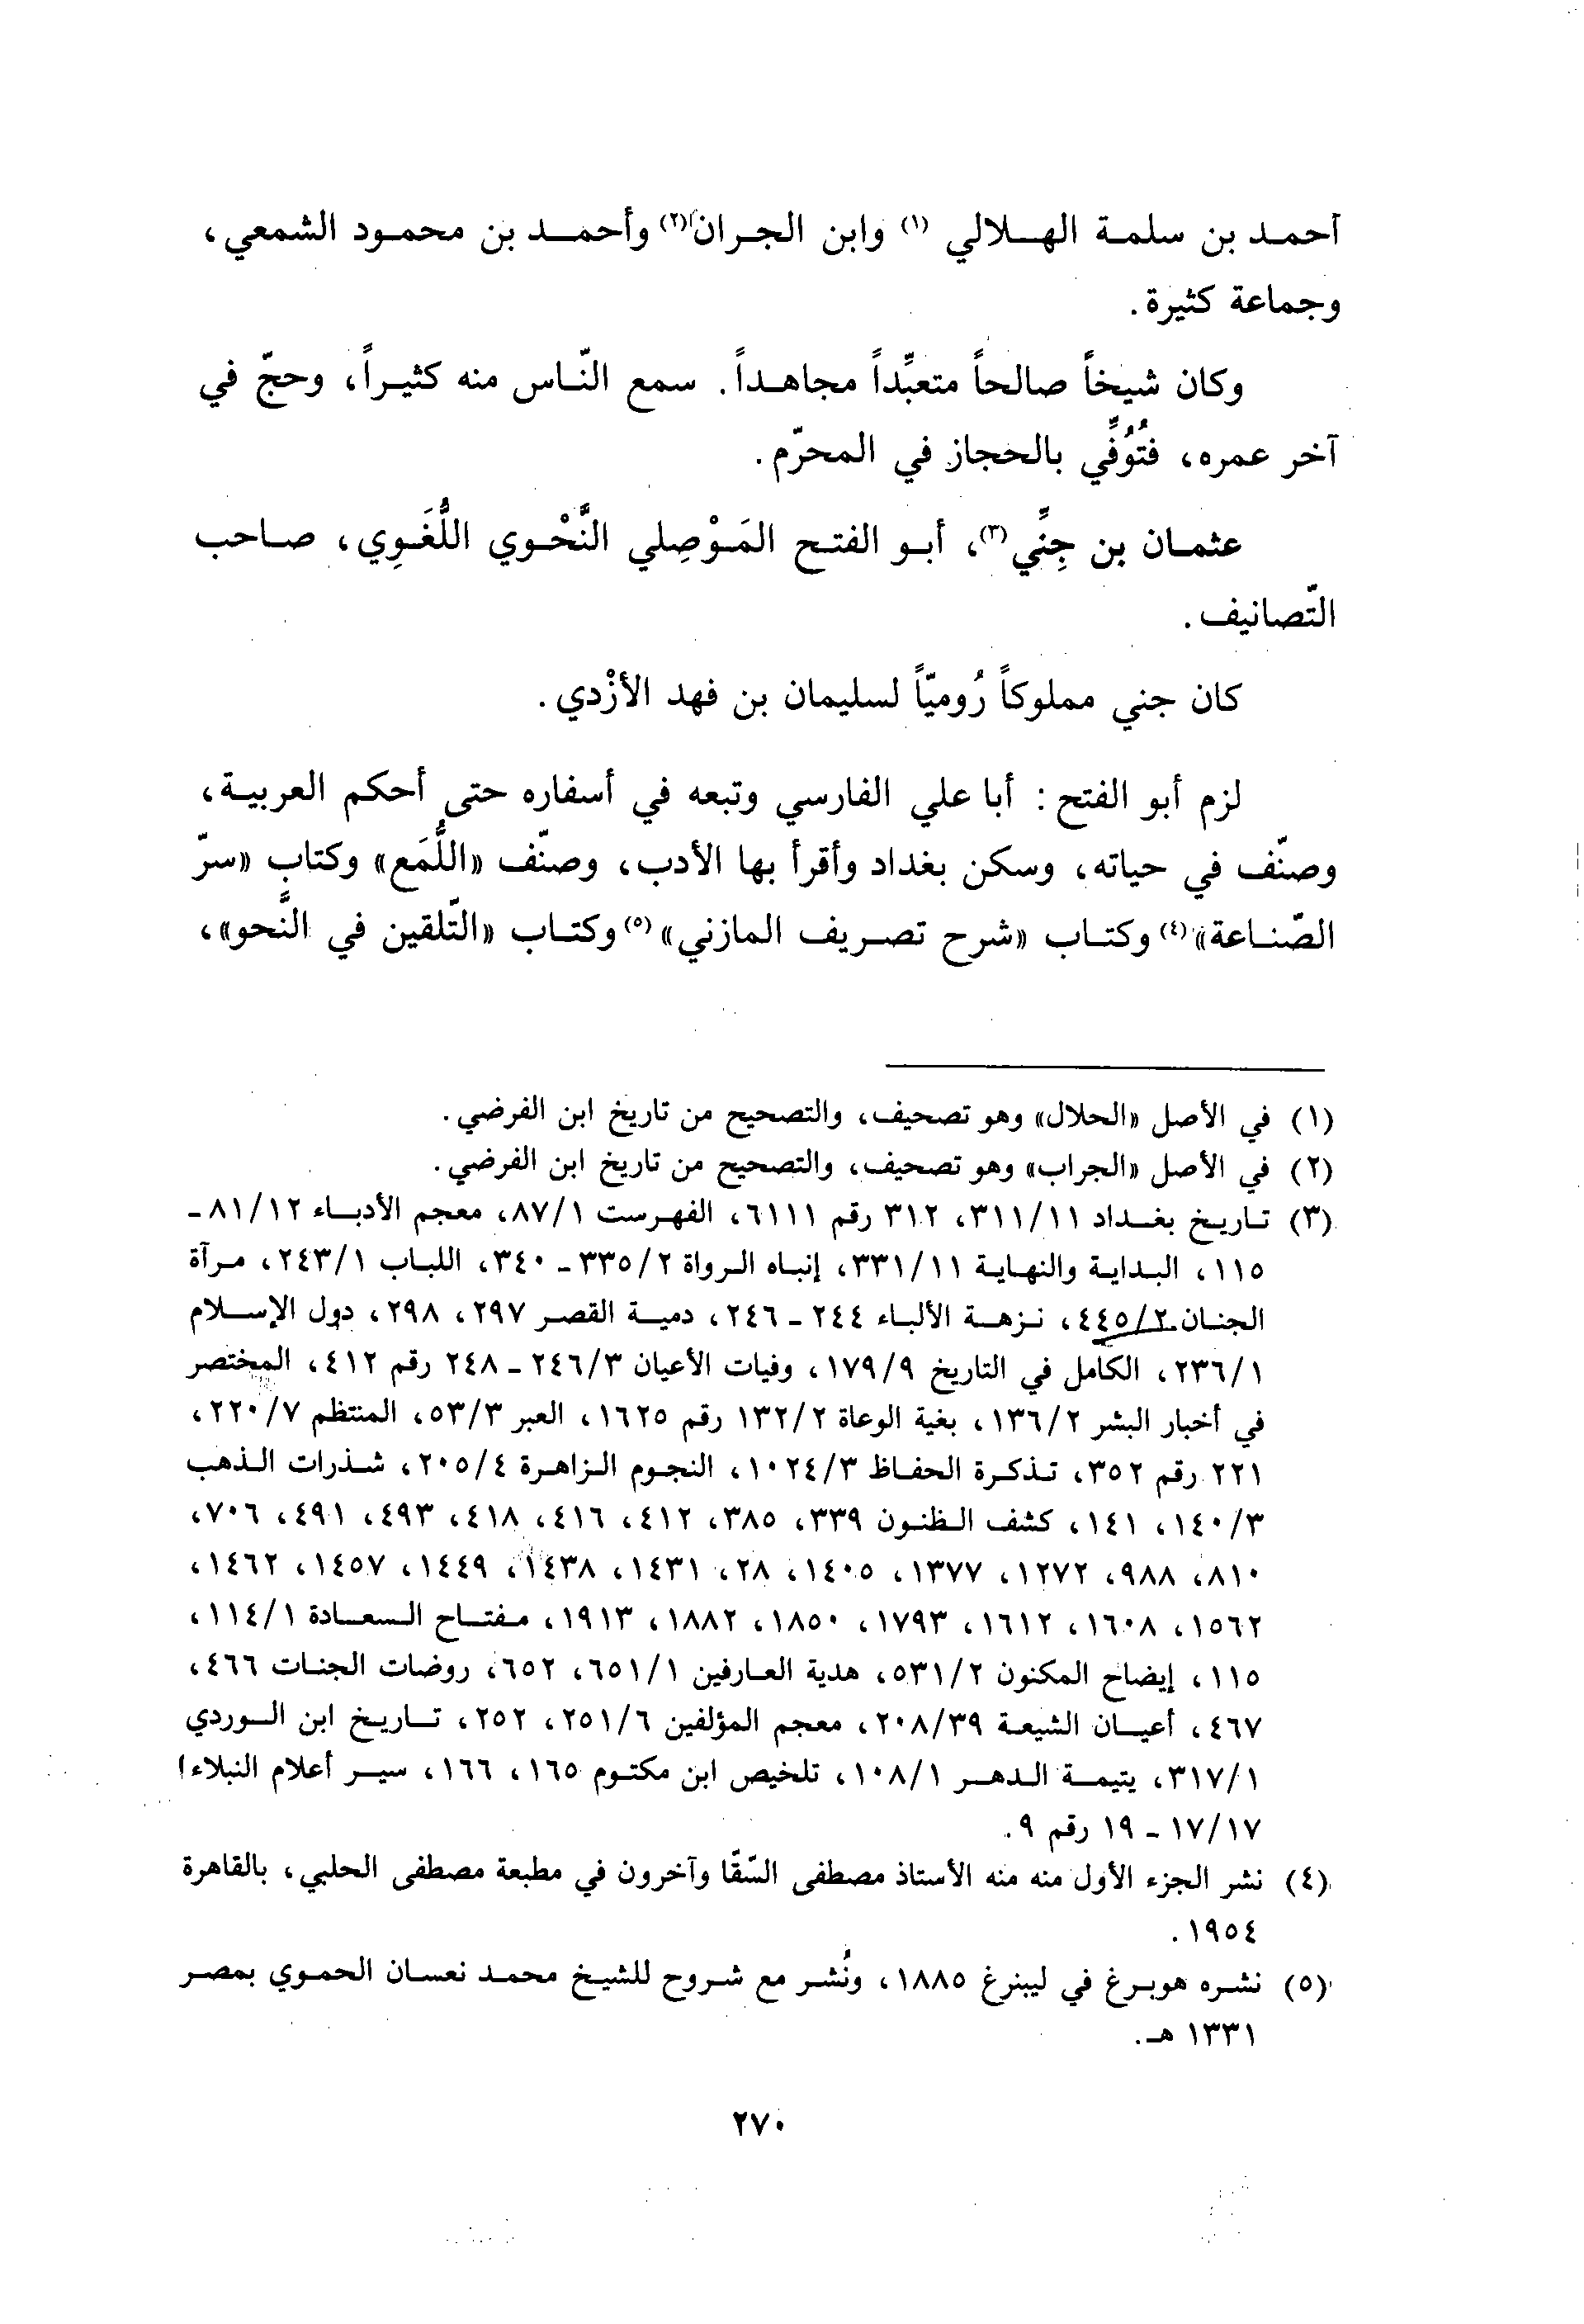 أحمد بن سلمة الهلالي (١) وابن الجران (٢) وأحمد بن محمود الشمعي،
وجماعة كثيرة.
وكان شيخاً صالحاً متعبِّداً مجاهداً. سمع النّاس منه كثيراً، وحجّ في
آخر عمره، فتُوُفِّي بالحجاز في المحرّم.
عثمان بن جِنِّي (٣)، أبو الفتح المَوْصِلي النَّحْوي اللُّغَوِي، صاحب
التّصانيف.
كان جني مملوكاً رُوميّاً لسليمان بن فهد الأزْدي.
لزم أبو الفتح: أبا علي الفارسي وتبعه في أسفاره حتى أحكم العربية،
وصنّف في حياته، وسكن بغداد وأقرأ بها الأدب، وصنّف «اللُّمَع» وكتاب «سرّ
الصّناعة» (٤) وكتاب «شرح تصريف المازني» (٥) وكتاب «التّلقين في النَّحو»،
(١) في الأصل «الحلال» وهو تصحيف، والتصحيح من تاريخ ابن الفرضي.
(٢) في الأصل «الجراب» وهو تصحيف، والتصحيح من تاريخ ابن الفرضي.
(٣) تاريخ بغداد ٣١١/١١، ٣١٢ رقم ٦١١١، الفهرست ٨٧/١، معجم الأدباء ٨١/١٢ -
١١٥، البداية والنهاية ٣٣١/١١، إنباه الرواة ٣٣٥/٢ - ٣٤٠، اللباب ٢٤٣/١، مرآة
الجنان ٤٤٥/٢، نزهة الألباء ٢٤٤ - ٢٤٦، دمية القصر ٢٩٧، ٢٩٨، دول الإسلام
٢٣٦/١، الكامل في التاريخ ١٧٩/٩، وفيات الأعيان ٢٤٦/٣ - ٢٤٨ رقم ٤١٢، المختصر
في أخبار البشر ١٣٦/٢، بغية الوعاة ١٣٢/٢ رقم ١٦٢٥، العبر ٥٣/٣، المنتظم ٢٢٠/٧،
٢٢١ رقم ٣٥٢، تذكرة الحفاظ ١٠٢٤/٣، النجوم الزاهرة ٢٠٥/٤، شذرات الذهب
١٤٠/٣، ١٤١، كشف الظنون ٣٣٩، ٣٨٥، ٤١٢، ٤١٦، ٤١٨، ٤٩٣، ٤٩١، ٧٠٦،
٨١٠، ٩٨٨، ١٢٧٢، ١٣٧٧، ١٤٠٥، ٢٨، ١٤٣١، ١٤٣٨، ١٤٤٩، ١٤٥٧، ١٤٦٢،
١٥٦٢، ١٦٠٨، ١٦١٢، ١٧٩٣، ١٨٥٠، ١٨٨٢، ١٩١٣، مفتاح السعادة ١١٤/١،
١١٥، إيضاح المكنون ٥٣١/٢، هدية العارفين ٦٥١/١، ٦٥٢، روضات الجنات ٤٦٦،
٤٦٧، أعيان الشيعة ٢٠٨/٣٩، معجم المؤلفين ٢٥١/٦، ٢٥٢، تاريخ ابن الوردي
٣١٧/١، يتيمة الدهر ١٠٨/١، تلخيص ابن مكتوم ١٦٥، ١٦٦، سير أعلام النبلاء
١٧/١٧ - ١٩ رقم ٩.
(٤) نشر الجزء الأول منه منه الأستاذ مصطفى السّقّا وآخرون في مطبعة مصطفى الحلبي، بالقاهرة
١٩٥٤.
(٥) نشره هوبرغ في ليبنرغ ١٨٨٥، ونُشر مع شروح للشيخ محمد نعسان الحموي بمصر
١٣٣١ هـ.
٢٧٠